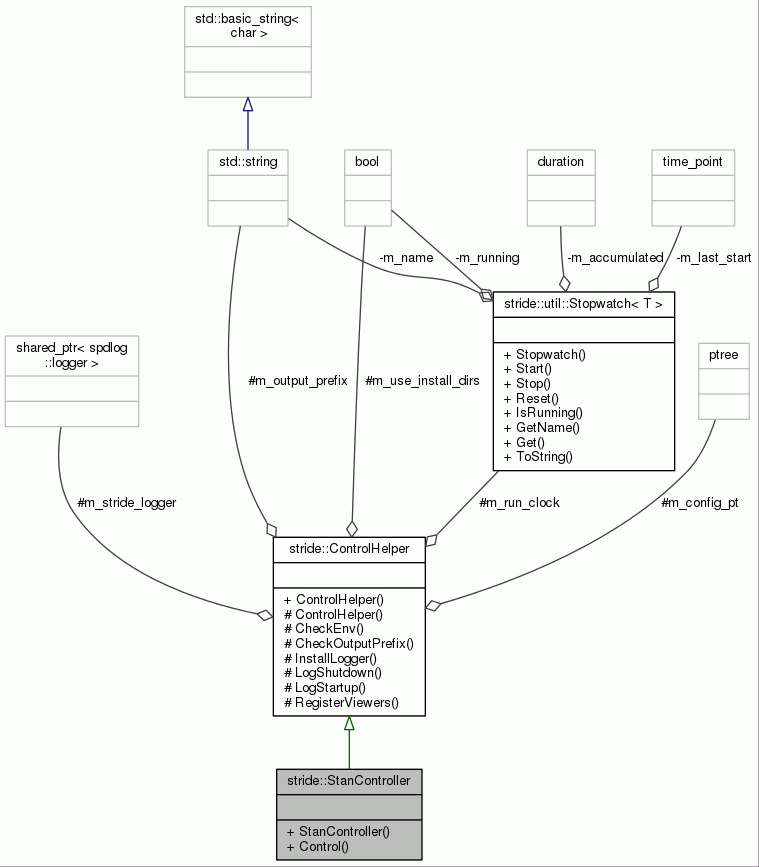 std::basic_string<
char >
std::string
bool
duration
time_point
-m_name
-m_running
-m_accumulated
-m_last_start
stride::util::Stopwatch< T >
+ Stopwatch()
+ Start()
+ Stop()
+ Reset()
+ IsRunning()
+ GetName()
+ Get()
+ ToString()
shared_ptr< spdlog
::logger >
ptree
#m_output_prefix
#m_use_install_dirs
#m_stride_logger
#m_run_clock
#m_config_pt
stride::ControlHelper
+ ControlHelper()
# ControlHelper()
# CheckEnv()
# CheckOutputPrefix()
# InstallLogger()
# LogShutdown()
# LogStartup()
# RegisterViewers()
stride::StanController
+ StanController()
+ Control()